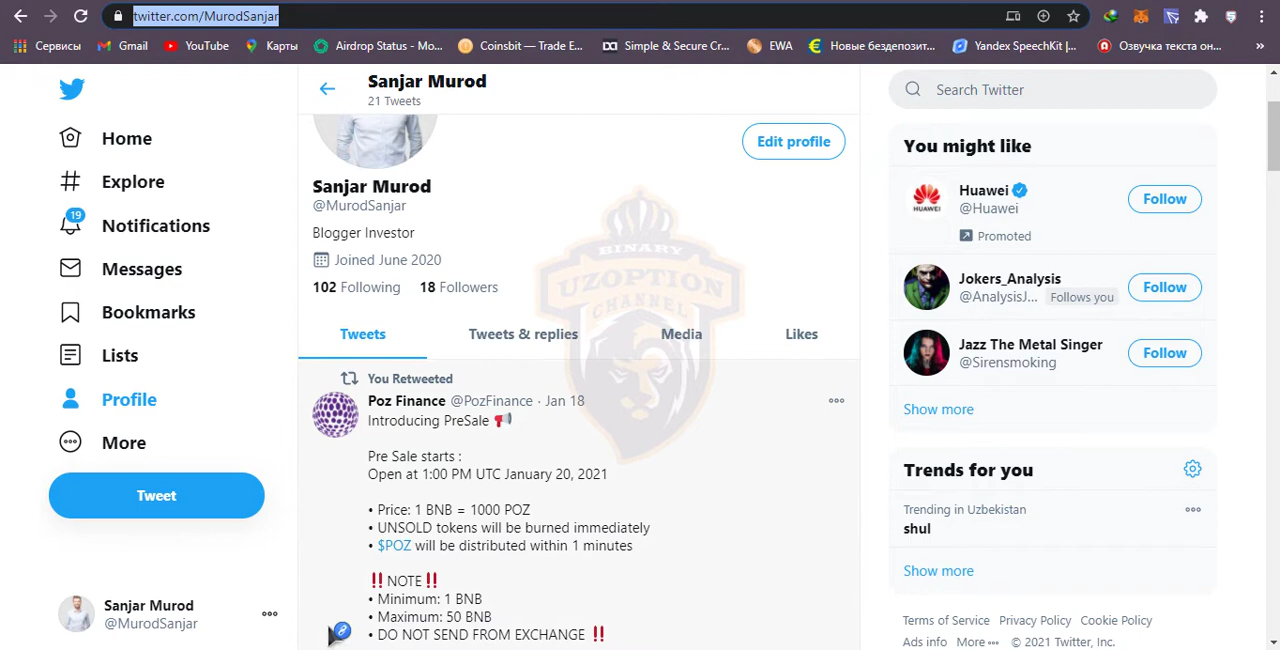 twitter.com/MurodSanjar
Сервисы Gmail YouTube Карты Airdrop Status - Mo... Coinsbit — Trade E... Simple & Secure Cr... EWA Новые бездепозит... Yandex SpeechKit |... Озвучка текста он... »
Sanjar Murod
21 Tweets
Edit profile
Sanjar Murod
@MurodSanjar
Blogger Investor
Joined June 2020
102 Following 18 Followers
Tweets Tweets & replies Media Likes
You Retweeted
Poz Finance @PozFinance · Jan 18
Introducing PreSale
Pre Sale starts :
Open at 1:00 PM UTC January 20, 2021
• Price: 1 BNB = 1000 POZ
• UNSOLD tokens will be burned immediately
• $POZ will be distributed within 1 minutes
‼NOTE‼
• Minimum: 1 BNB
• Maximum: 50 BNB
• DO NOT SEND FROM EXCHANGE ‼
BINARY
UZOPTION
CHANNEL
Home
Explore
19
Notifications
Messages
Bookmarks
Lists
Profile
More
Tweet
Sanjar Murod
@MurodSanjar
Search Twitter
You might like
Huawei
@Huawei
Promoted
Follow
Jokers_Analysis
@AnalysisJ... Follows you
Follow
Jazz The Metal Singer
@Sirensmoking
Follow
Show more
Trends for you
Trending in Uzbekistan
shul
Show more
Terms of Service Privacy Policy Cookie Policy
Ads info More © 2021 Twitter, Inc.